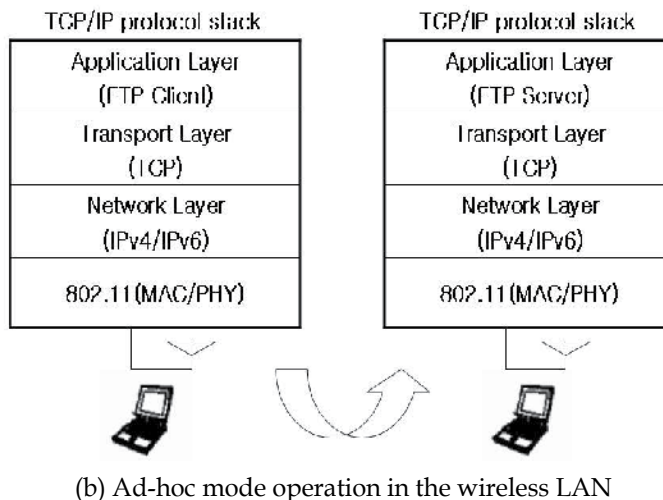 TCP/IP protocol stack
Application Layer
(FTP Client)
Transport Layer
(TCP)
Network Layer
(IPv4/IPv6)
802.11(MAC/PHY)
TCP/IP protocol stack
Application Layer
(FTP Server)
Transport Layer
(TCP)
Network Layer
(IPv4/IPv6)
802.11(MAC/PHY)
(b) Ad-hoc mode operation in the wireless LAN